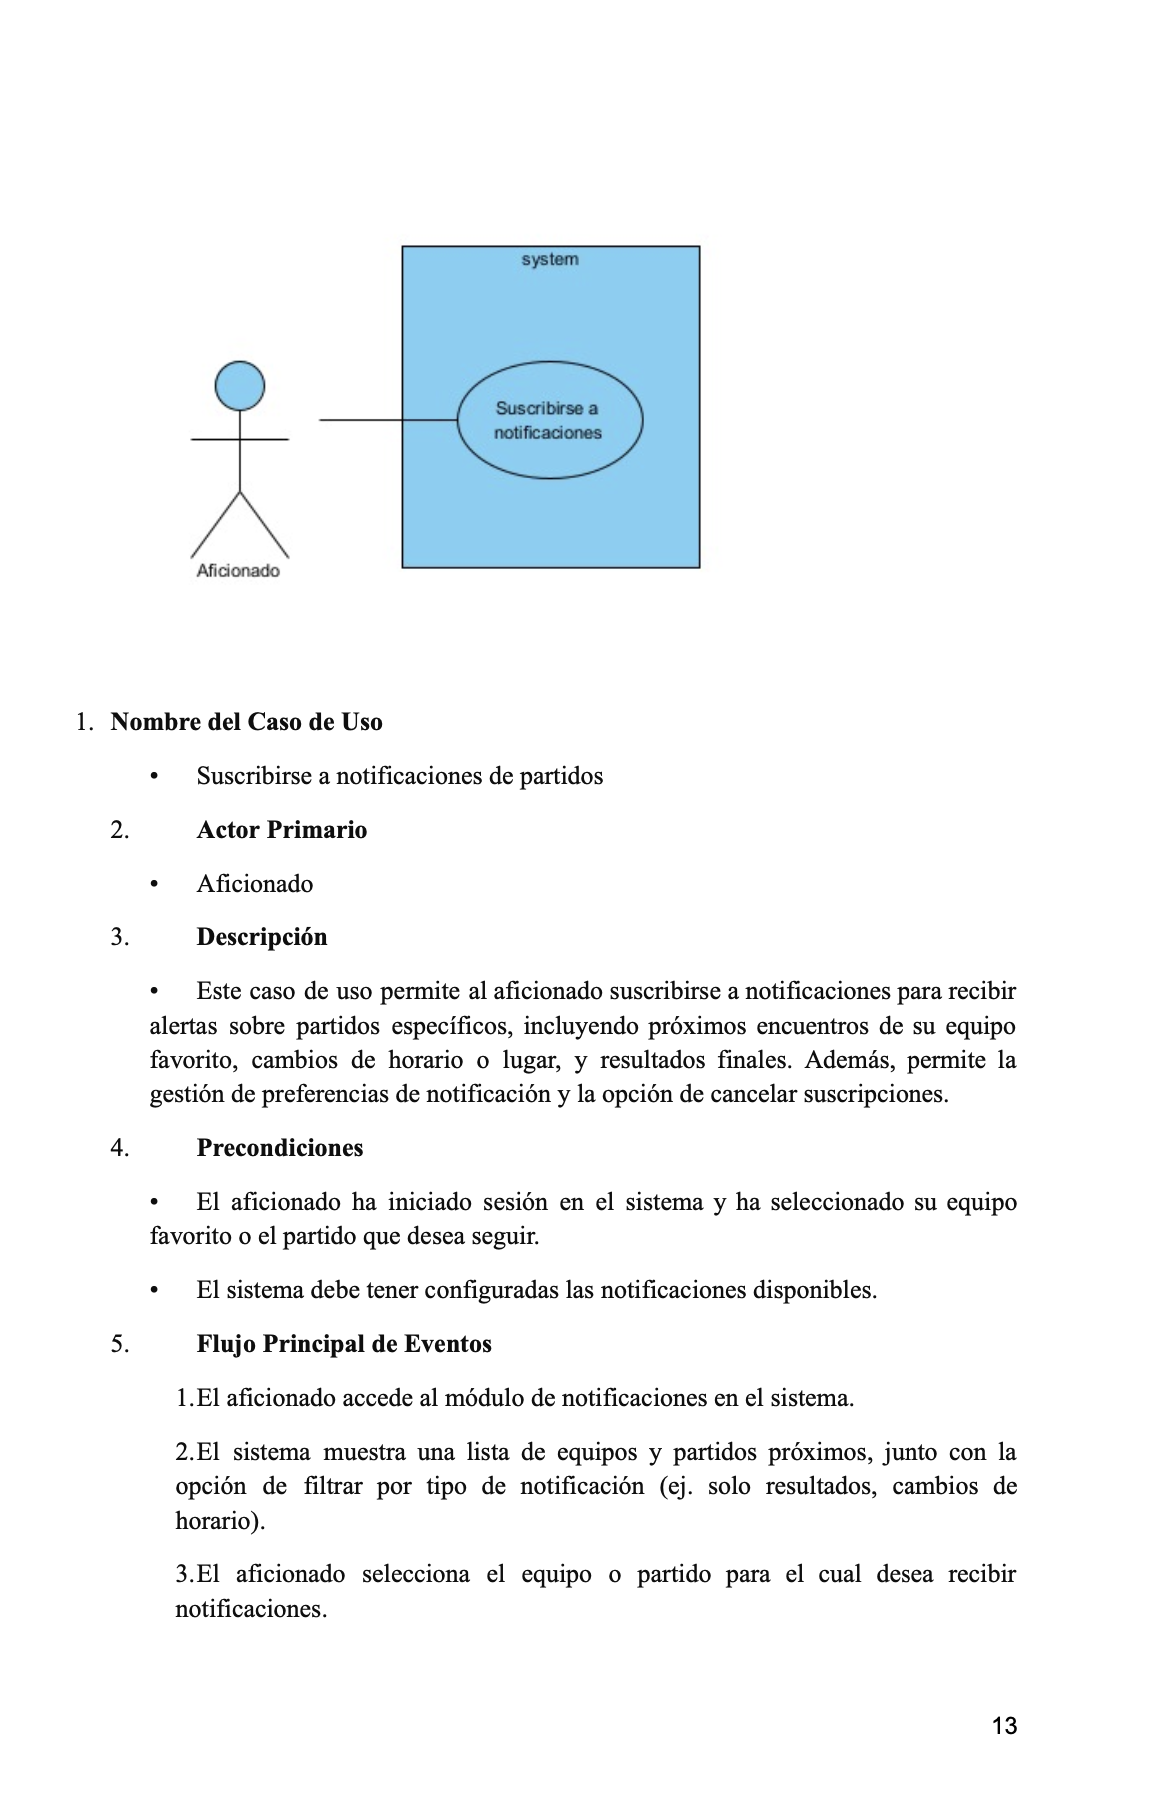 system
Suscribirse a
notificaciones
Aficionado
1. Nombre del Caso de Uso
• Suscribirse a notificaciones de partidos
2. Actor Primario
• Aficionado
3. Descripción
• Este caso de uso permite al aficionado suscribirse a notificaciones para recibir
alertas sobre partidos específicos, incluyendo próximos encuentros de su equipo
favorito, cambios de horario o lugar, y resultados finales. Además, permite la
gestión de preferencias de notificación y la opción de cancelar suscripciones.
4. Precondiciones
• El aficionado ha iniciado sesión en el sistema y ha seleccionado su equipo
favorito o el partido que desea seguir.
• El sistema debe tener configuradas las notificaciones disponibles.
5. Flujo Principal de Eventos
1.El aficionado accede al módulo de notificaciones en el sistema.
2.El sistema muestra una lista de equipos y partidos próximos, junto con la
opción de filtrar por tipo de notificación (ej. solo resultados, cambios de
horario).
3.El aficionado selecciona el equipo o partido para el cual desea recibir
notificaciones.
13